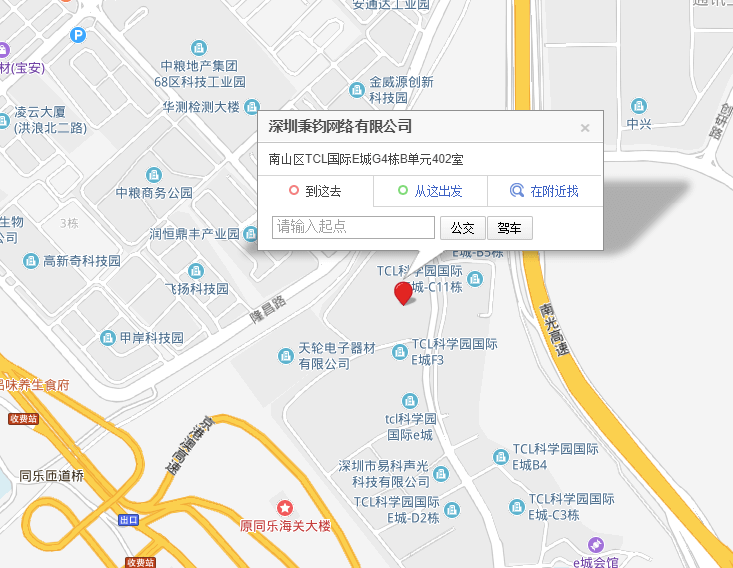 安通达工业园
通讯
P
材(宝安)
中粮地产集团
68区科技工业园
金威源创新
科技园
凌云大厦
(洪浪北二路)
华测检测大楼
中兴
创研路
深圳秉钧网络有限公司
×
南山区TCL国际E城G4栋B单元402室
到这去
从这出发
在附近找
请输入起点
公交
驾车
中粮商务公园
3栋
生物
公司
润恒鼎丰产业园
高新奇科技园
飞扬科技园
E城-B5栋
TCL科学园国际
E城-C11栋
隆昌路
南光高速
甲岸科技园
天轮电子器材
有限公司
TCL科学园国际
E城F3
品味养生食府
收费站
tcl科学园
国际e城
京港澳高速
TCL科学园国际
E城B4
深圳市易科声光
科技有限公司
同乐匝道桥
TCL科学园国际
E城-D2栋
TCL科学园国际
E城-C3栋
出口
原同乐海关大楼
收费站
e城会馆